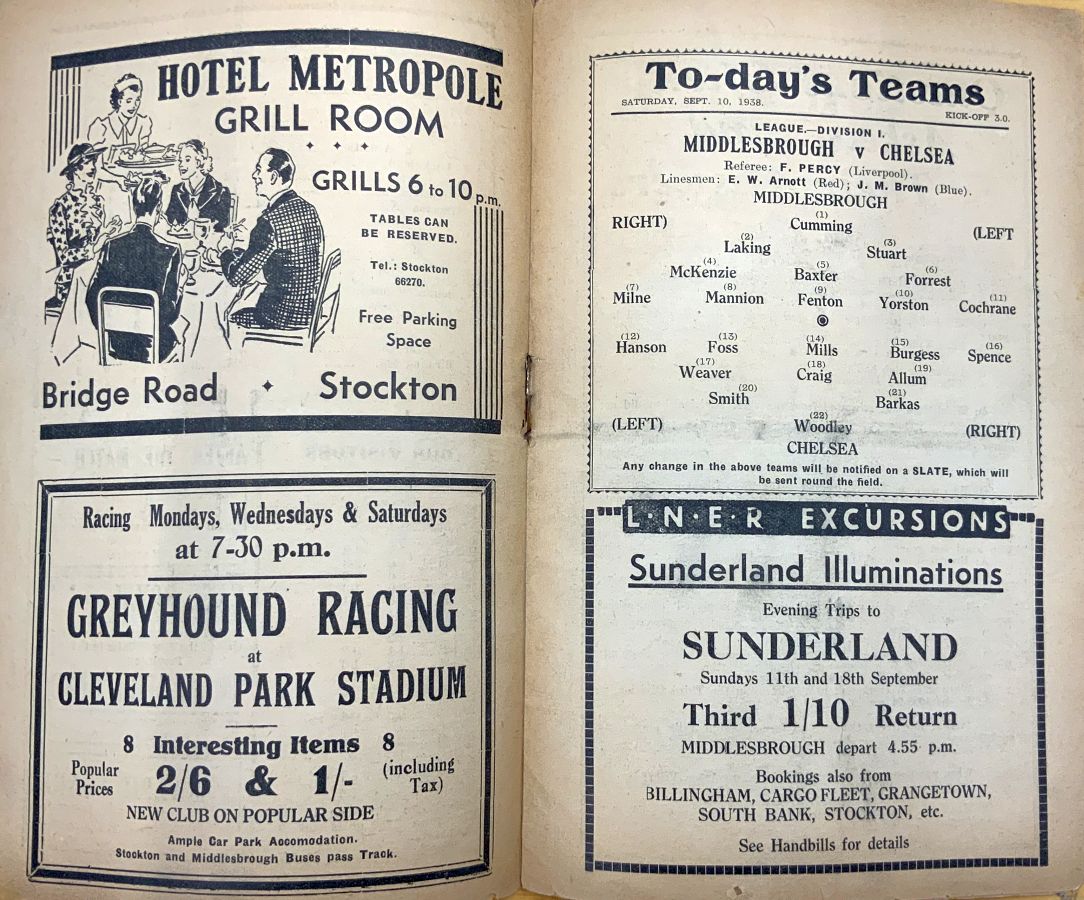 HOTEL METROPOLE
GRILL ROOM
GRILLS 6 to 10 p.m.
TABLES CAN
BE RESERVED.
Tel.: Stockton
66270.
Free Parking
Space
Bridge Road Stockton
Racing Mondays, Wednesdays & Saturdays
at 7-30 p.m.
GREYHOUND RACING
at
CLEVELAND PARK STADIUM
8 Interesting Items 8
Popular
Prices
2/6 & 1/-
(including
Tax)
NEW CLUB ON POPULAR SIDE
Ample Car Park Accomodation.
Stockton and Middlesbrough Buses pass Track.
To-day's Teams
SATURDAY, SEPT. 10, 1938.
KICK-OFF 3.0.
LEAGUE.—DIVISION I.
MIDDLESBROUGH v CHELSEA
Referee: F. PERCY (Liverpool).
Linesmen: E. W. Arnott (Red); J. M. Brown (Blue).
MIDDLESBROUGH
(1)
RIGHT) Cumming (LEFT
(2) (3)
Laking Stuart
(4) (5) (6)
McKenzie Baxter Forrest
(7) (8) (9) (10) (11)
Milne Mannion Fenton Yorston Cochrane
(12) (13) (14) (15) (16)
Hanson Foss Mills Burgess Spence
(17) (18) (19)
Weaver Craig Allum
(20) (21)
Smith Barkas
(22)
(LEFT) Woodley (RIGHT)
CHELSEA
Any change in the above teams will be notified on a SLATE, which will
be sent round the field.
L·N·E·R EXCURSIONS
Sunderland Illuminations
Evening Trips to
SUNDERLAND
Sundays 11th and 18th September
Third 1/10 Return
MIDDLESBROUGH depart 4.55 p.m.
Bookings also from
BILLINGHAM, CARGO FLEET, GRANGETOWN,
SOUTH BANK, STOCKTON, etc.
See Handbills for details